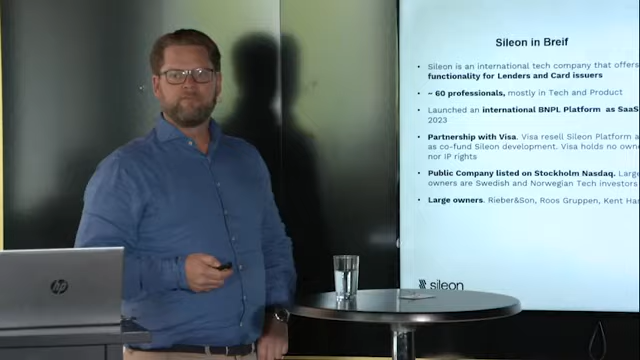 Sileon in Breif
• Sileon is an international tech company that offers
functionality for Lenders and Card issuers
• ~ 60 professionals, mostly in Tech and Product
• Launched an international BNPL Platform as SaaS
2023
• Partnership with Visa. Visa resell Sileon Platform a
as co-fund Sileon development. Visa holds no owne
nor IP rights
• Public Company listed on Stockholm Nasdaq. Large
owners are Swedish and Norwegian Tech investors
• Large owners. Rieber&Son, Roos Gruppen, Kent Har
sileon
hp